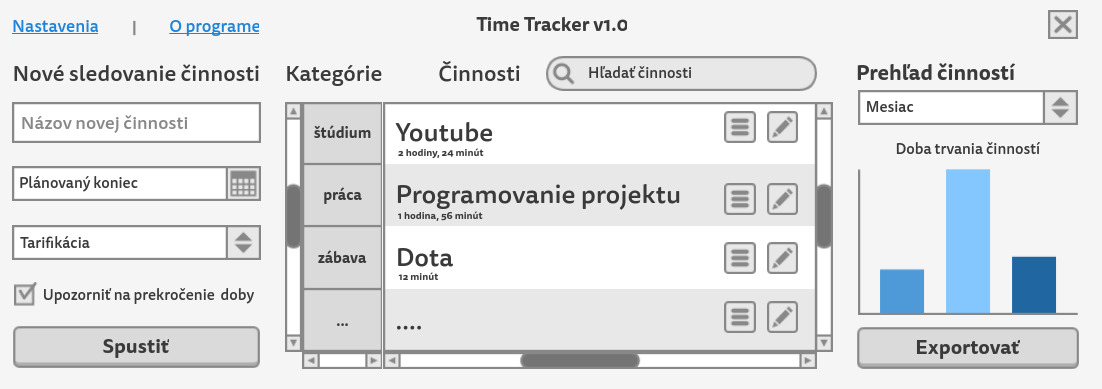 Nastavenia | O programe
Time Tracker v1.0
Nové sledovanie činnosti
Názov novej činnosti
Plánovaný koniec
Tarifikácia
Upozorniť na prekročenie doby
Spustiť
Kategórie
štúdium
práca
zábava
...
Činnosti
Hľadať činnosti
Youtube
2 hodiny, 24 minút
Programovanie projektu
1 hodina, 56 minút
Dota
12 minút
....
Prehľad činností
Mesiac
Doba trvania činností
Exportovať